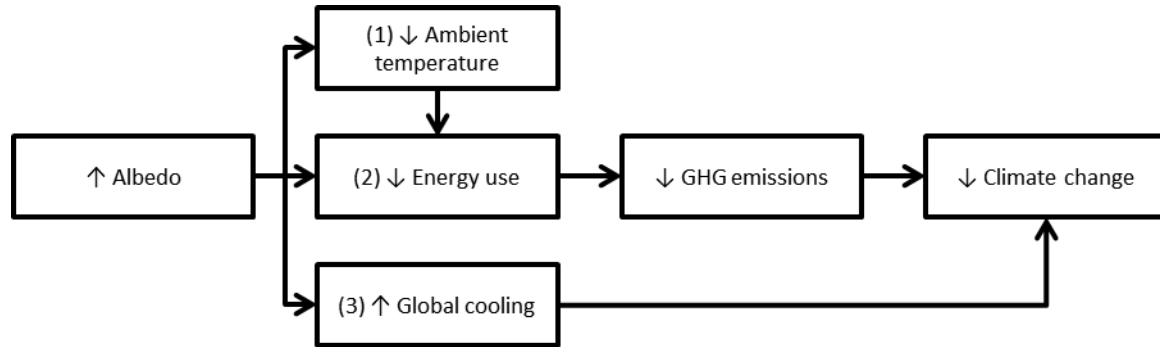 (1) ↓ Ambient
temperature
↑ Albedo
(2) ↓ Energy use
↓ GHG emissions
↓ Climate change
(3) ↑ Global cooling